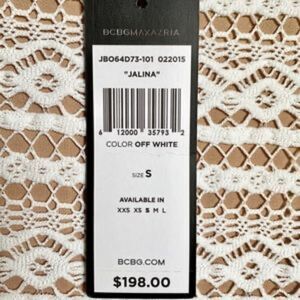 BCBGMAXAZRIA
JBO64D73-101 022015
"JALINA"
6 12000 35793 2
COLOR OFF WHITE
SIZE S
AVAILABLE IN
XXS XS S M L
BCBG.COM
$198.00